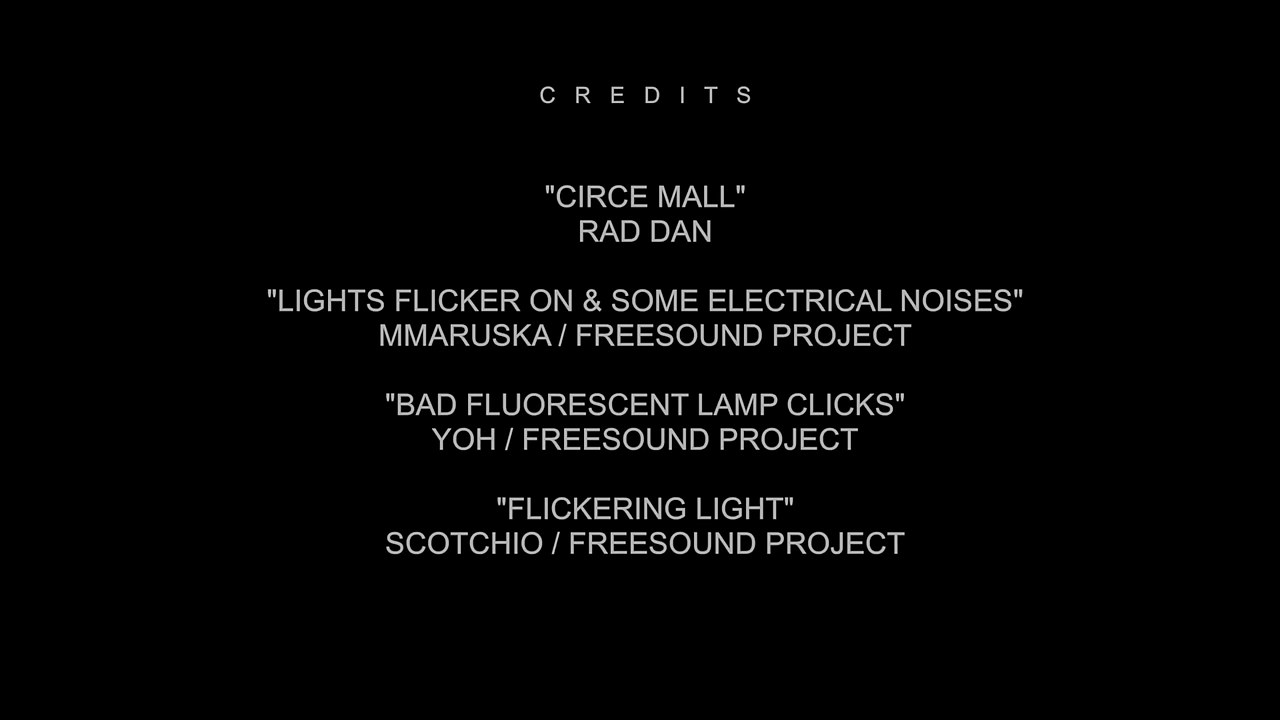 C R E D I T S
"CIRCE MALL"
RAD DAN
"LIGHTS FLICKER ON & SOME ELECTRICAL NOISES"
MMARUSKA / FREESOUND PROJECT
"BAD FLUORESCENT LAMP CLICKS"
YOH / FREESOUND PROJECT
"FLICKERING LIGHT"
SCOTCHIO / FREESOUND PROJECT